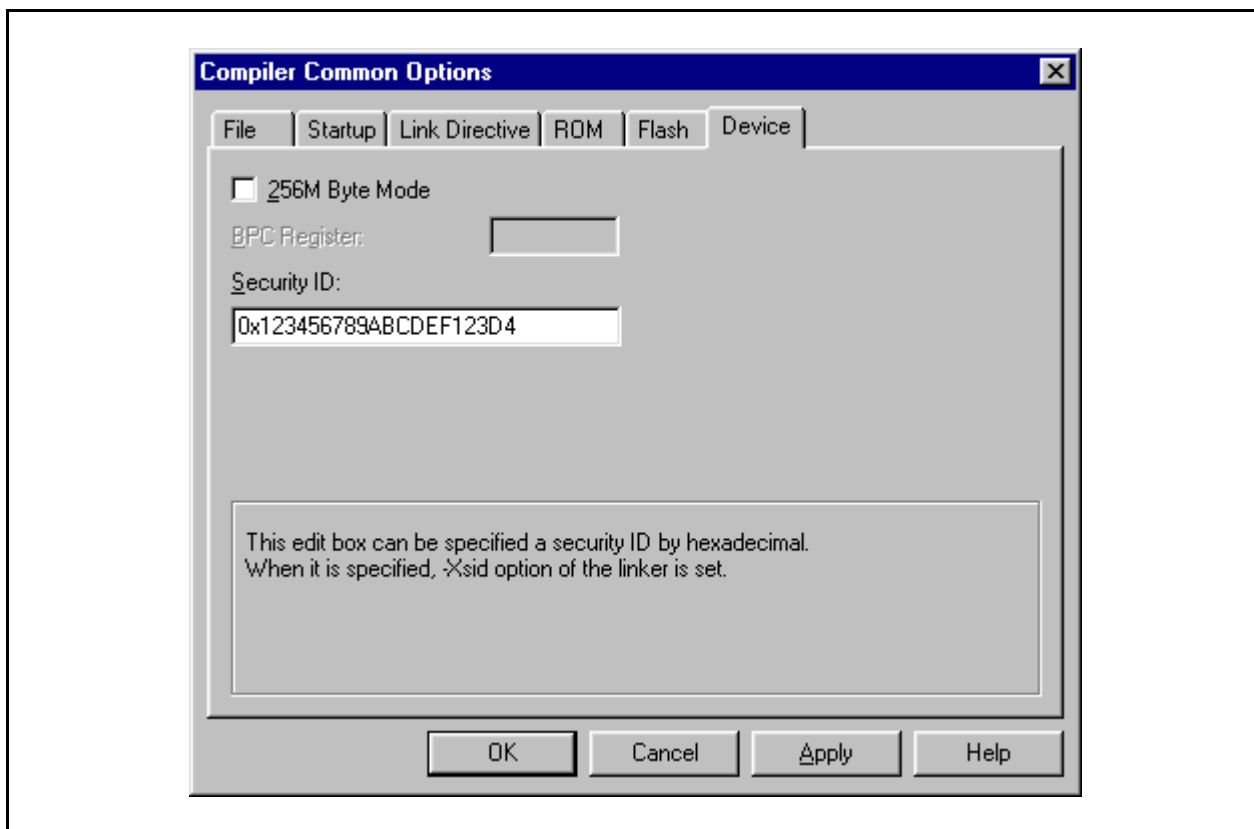 Compiler Common Options
File Startup Link Directive ROM Flash Device
256M Byte Mode
BPC Register:
Security ID:
0x123456789ABCDEF123D4
This edit box can be specified a security ID by hexadecimal.
When it is specified, -Xsid option of the linker is set.
OK Cancel Apply Help